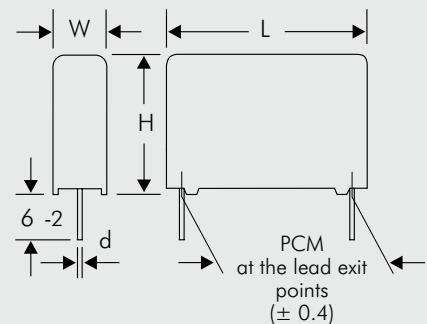 W
L
H
6 -2
d
PCM
at the lead exit
points
(± 0.4)